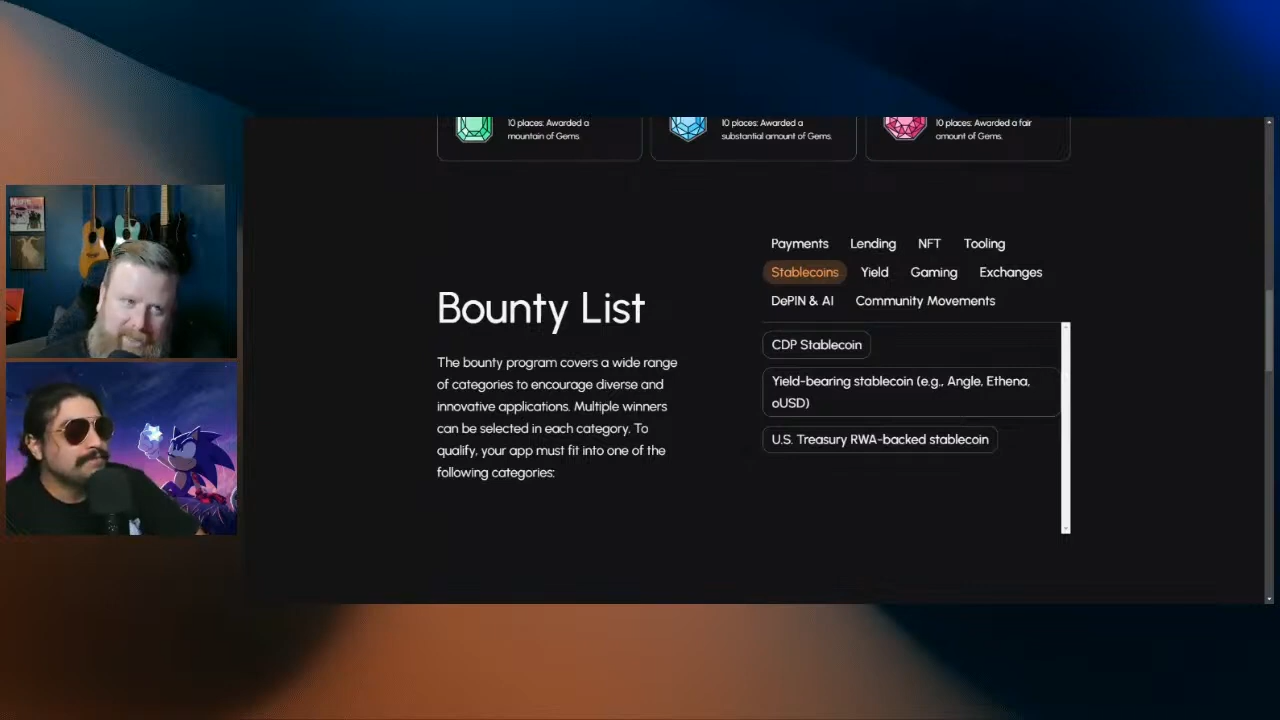 10 places: Awarded a
mountain of Gems.
10 places: Awarded a
substantial amount of Gems.
10 places: Awarded a fair
amount of Gems.
Payments Lending NFT Tooling
Stablecoins Yield Gaming Exchanges
DePIN & AI Community Movements
Bounty List
The bounty program covers a wide range
of categories to encourage diverse and
innovative applications. Multiple winners
can be selected in each category. To
qualify, your app must fit into one of the
following categories:
CDP Stablecoin
Yield-bearing stablecoin (e.g., Angle, Ethena,
oUSD)
U.S. Treasury RWA-backed stablecoin